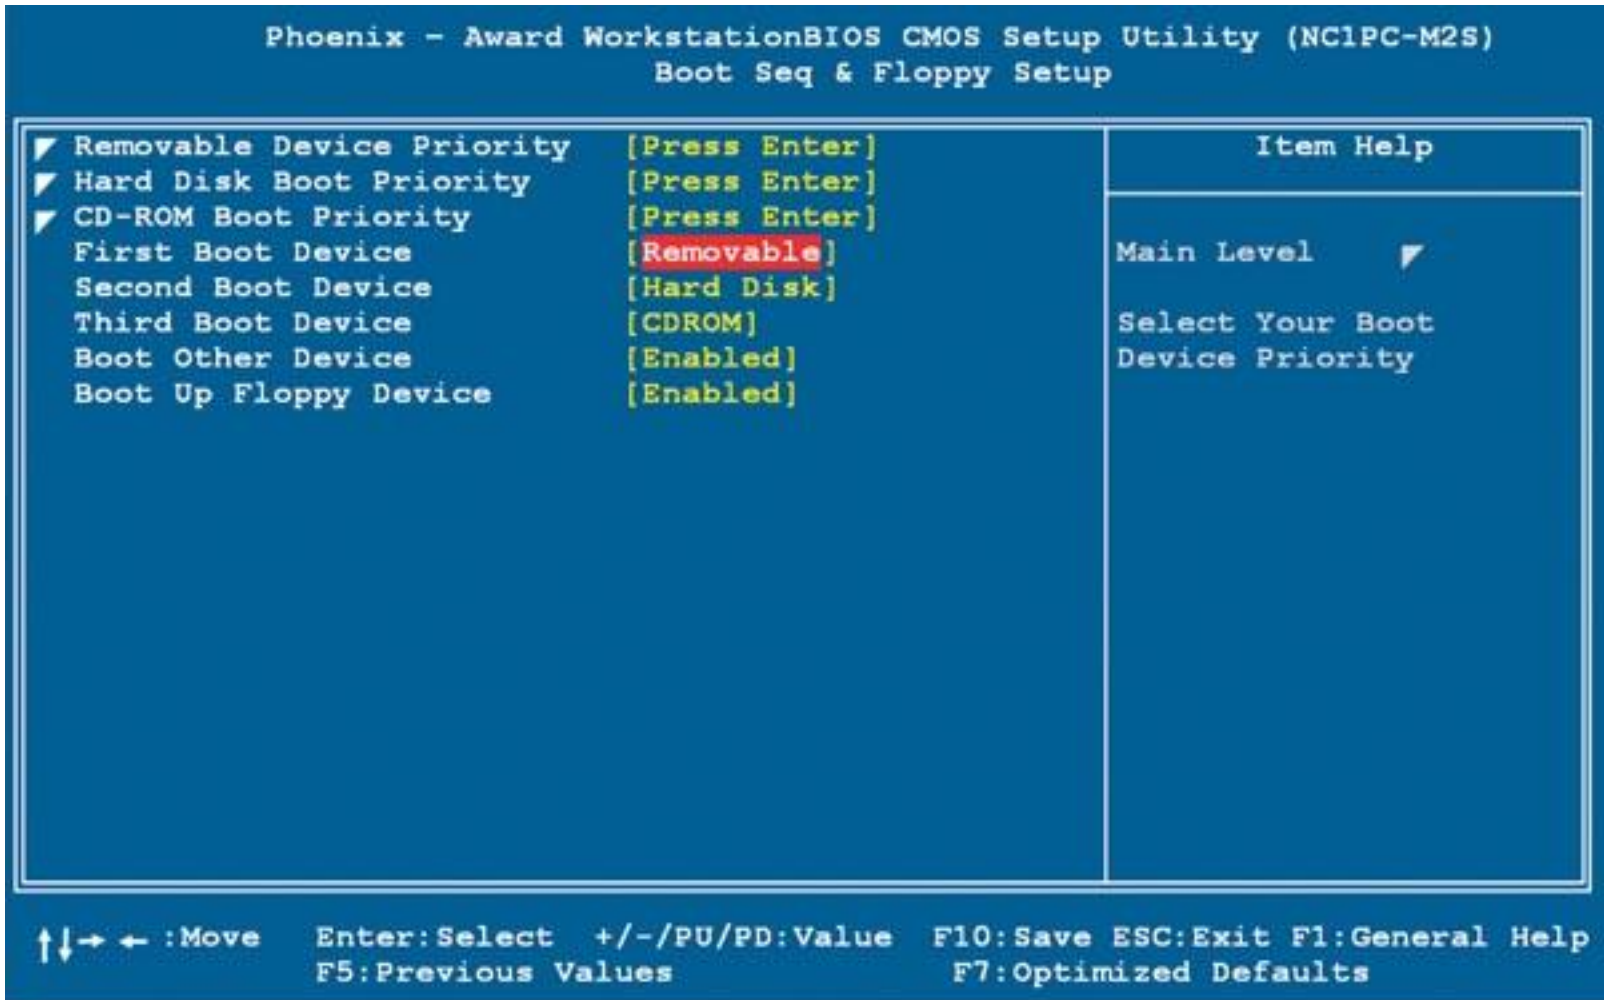 Phoenix - Award WorkstationBIOS CMOS Setup Utility (NC1PC-M2S)
Boot Seq & Floppy Setup
Removable Device Priority [Press Enter]
Hard Disk Boot Priority [Press Enter]
CD-ROM Boot Priority [Press Enter]
First Boot Device [Removable]
Second Boot Device [Hard Disk]
Third Boot Device [CDROM]
Boot Other Device [Enabled]
Boot Up Floppy Device [Enabled]
Item Help
Main Level
Select Your Boot
Device Priority
↑↓→ ← :Move Enter:Select +/-/PU/PD:Value F10:Save ESC:Exit F1:General Help
F5:Previous Values F7:Optimized Defaults